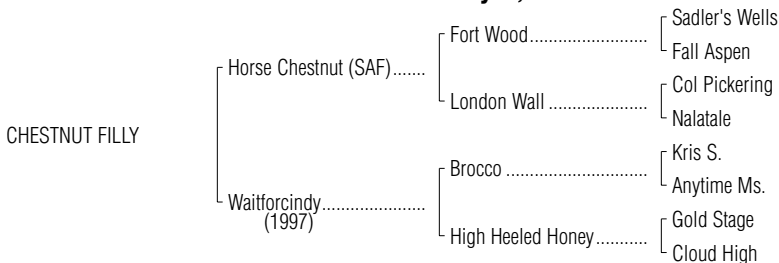 Sadler's Wells
Fort Wood..........................
Fall Aspen
Horse Chestnut (SAF).......
Col Pickering
London Wall ......................
Nalatale
CHESTNUT FILLY
Kris S.
Brocco ................................
Anytime Ms.
Waitforcindy.......................
(1997)
Gold Stage
High Heeled Honey...........
Cloud High